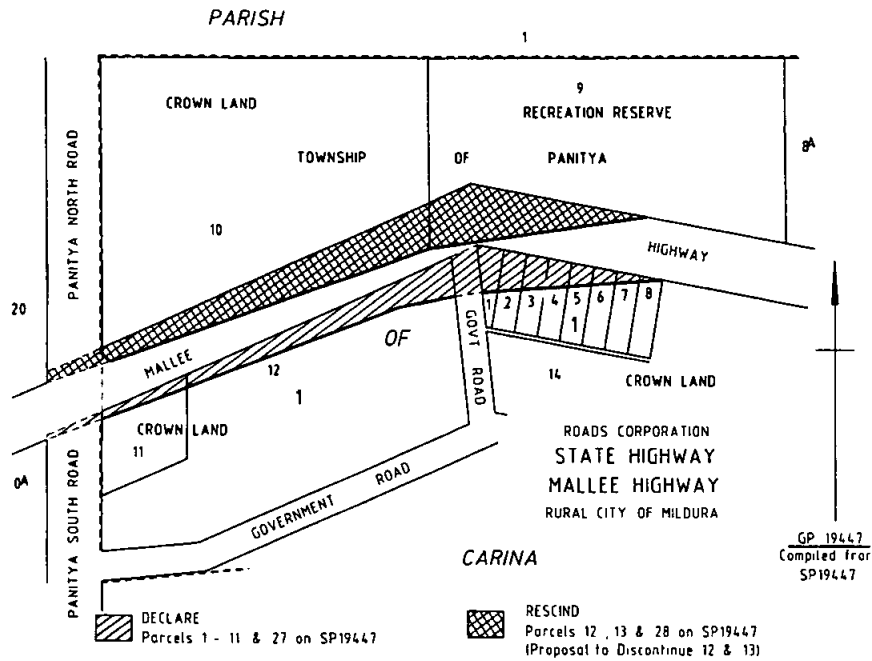 PARISH
1
CROWN LAND
9
RECREATION RESERVE
TOWNSHIP OF PANITYA
8A
PANITYA NORTH ROAD
10
HIGHWAY
20
MALLEE
12
OF
1 2 3 4 5 6 7 8
1
1
GOVT ROAD
14
CROWN LAND
CROWN LAND
11
0A
PANITYA SOUTH ROAD
GOVERNMENT ROAD
ROADS CORPORATION
STATE HIGHWAY
MALLEE HIGHWAY
RURAL CITY OF MILDURA
CARINA
GP 19447
Compiled from
SP19447
DECLARE
Parcels 1 - 11 & 27 on SP19447
RESCIND
Parcels 12 , 13 & 28 on SP19447
(Proposal to Discontinue 12 & 13)